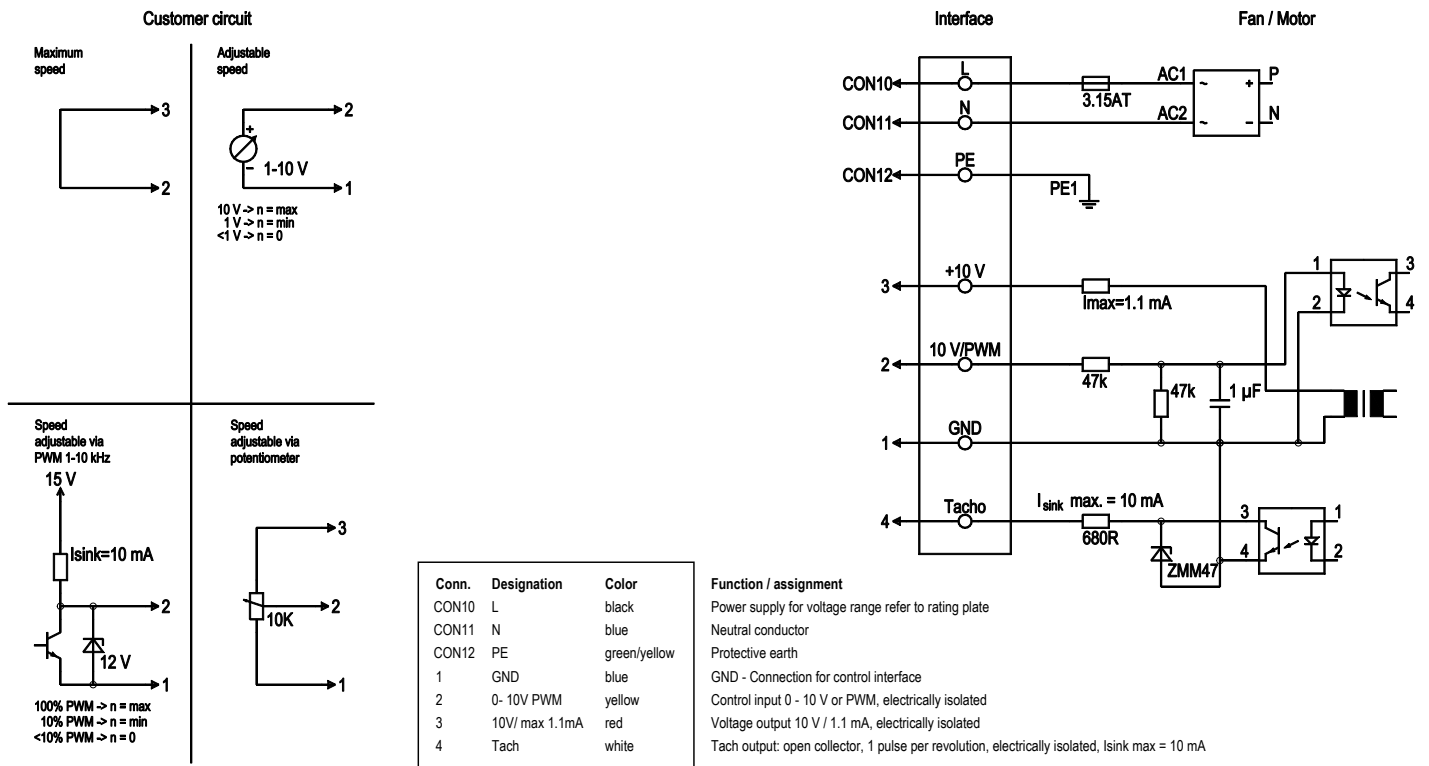 Customer circuit
Maximum
speed
3
2
Adjustable
speed
2
+
−
1-10 V
1
10 V -> n = max
1 V -> n = min
<1 V -> n = 0
Speed
adjustable via
PWM 1-10 kHz
15 V
Isink=10 mA
2
12 V
1
100% PWM -> n = max
10% PWM -> n = min
<10% PWM -> n = 0
Speed
adjustable via
potentiometer
3
2
10K
1
Interface
Fan / Motor
CON10
L
3.15AT
AC1
~
+
P
CON11
N
AC2
~
−
N
CON12
PE
PE1
3
+10 V
Imax=1.1 mA
1
3
2
4
2
10 V/PWM
47k
47k
1 µF
1
GND
4
Tacho
Isink max. = 10 mA
680R
ZMM47
3
1
4
2
Conn. Designation Color Function / assignment
CON10 L black Power supply for voltage range refer to rating plate
CON11 N blue Neutral conductor
CON12 PE green/yellow Protective earth
1 GND blue GND - Connection for control interface
2 0- 10V PWM yellow Control input 0 - 10 V or PWM, electrically isolated
3 10V/ max 1.1mA red Voltage output 10 V / 1.1 mA, electrically isolated
4 Tach white Tach output: open collector, 1 pulse per revolution, electrically isolated, Isink max = 10 mA